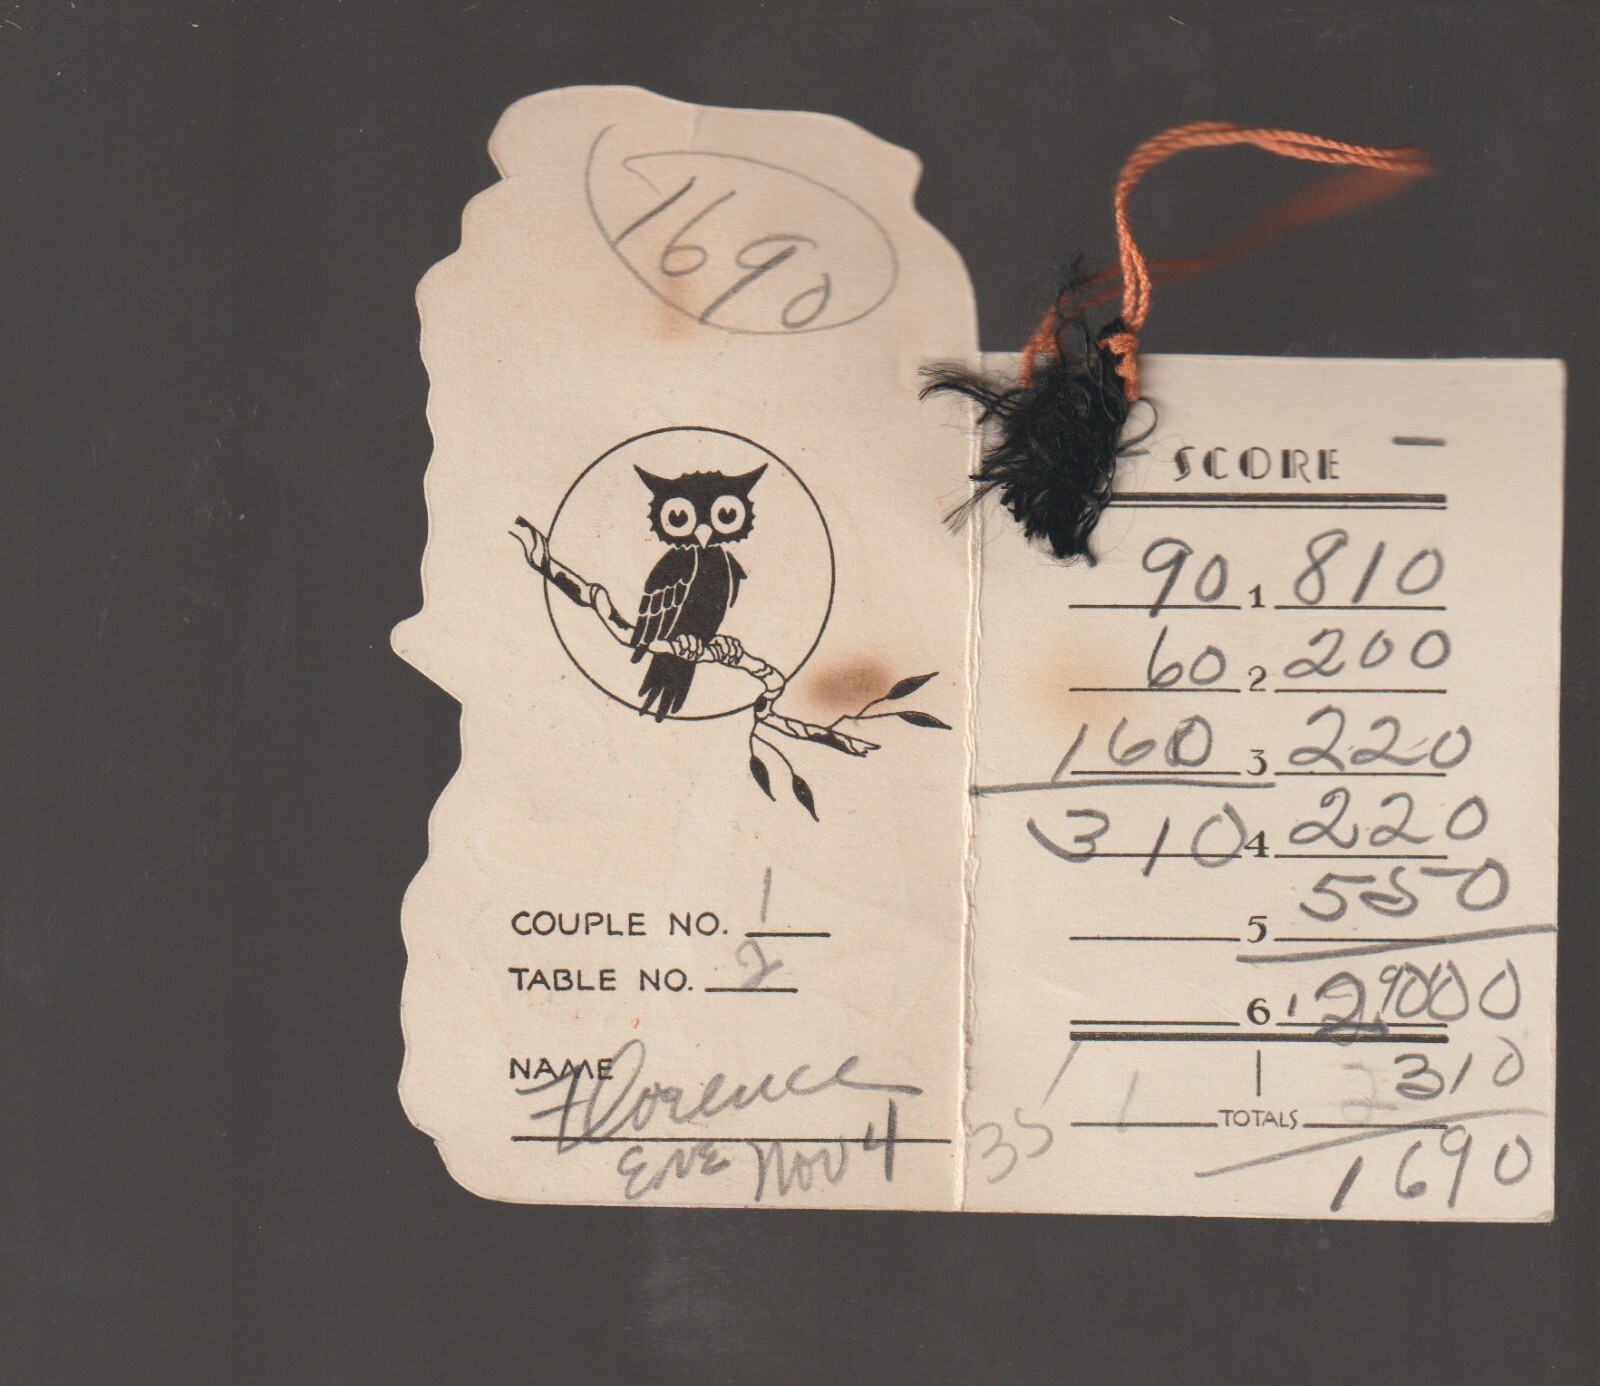 1690
COUPLE NO. 1
TABLE NO. 2
NAME Florence
Eve Nov 4
SCORE
90 1 810
60 2 200
160 3 220
310 4 220
5 550
6
310
TOTALS
1690
35